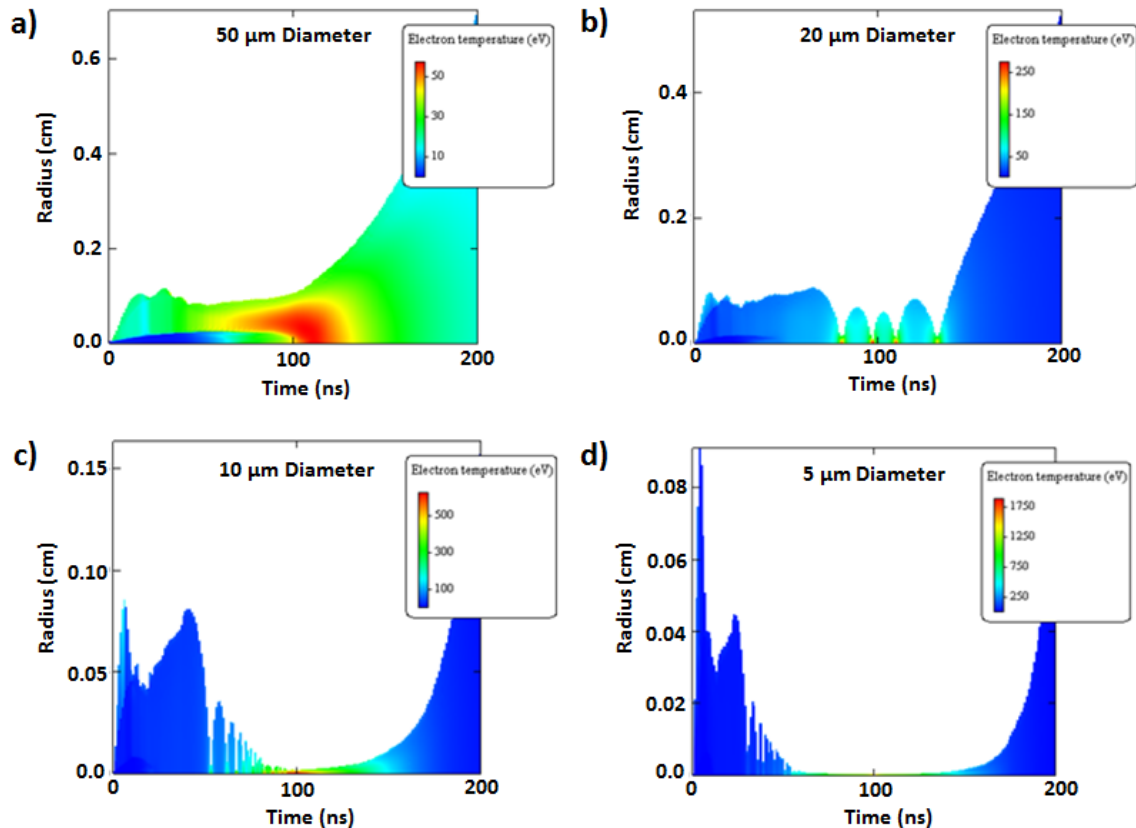 a)
50 µm Diameter
Electron temperature (eV)
50
30
10
0.6
0.4
0.2
0.0
Radius (cm)
0
100
200
Time (ns)
b)
20 µm Diameter
Electron temperature (eV)
250
150
50
0.4
0.2
0.0
Radius (cm)
0
100
200
Time (ns)
c)
10 µm Diameter
Electron temperature (eV)
500
300
100
0.15
0.10
0.05
0.0
Radius (cm)
0
100
200
Time (ns)
d)
5 µm Diameter
Electron temperature (eV)
1750
1250
750
250
0.08
0.06
0.04
0.02
0.0
Radius (cm)
0
100
200
Time (ns)